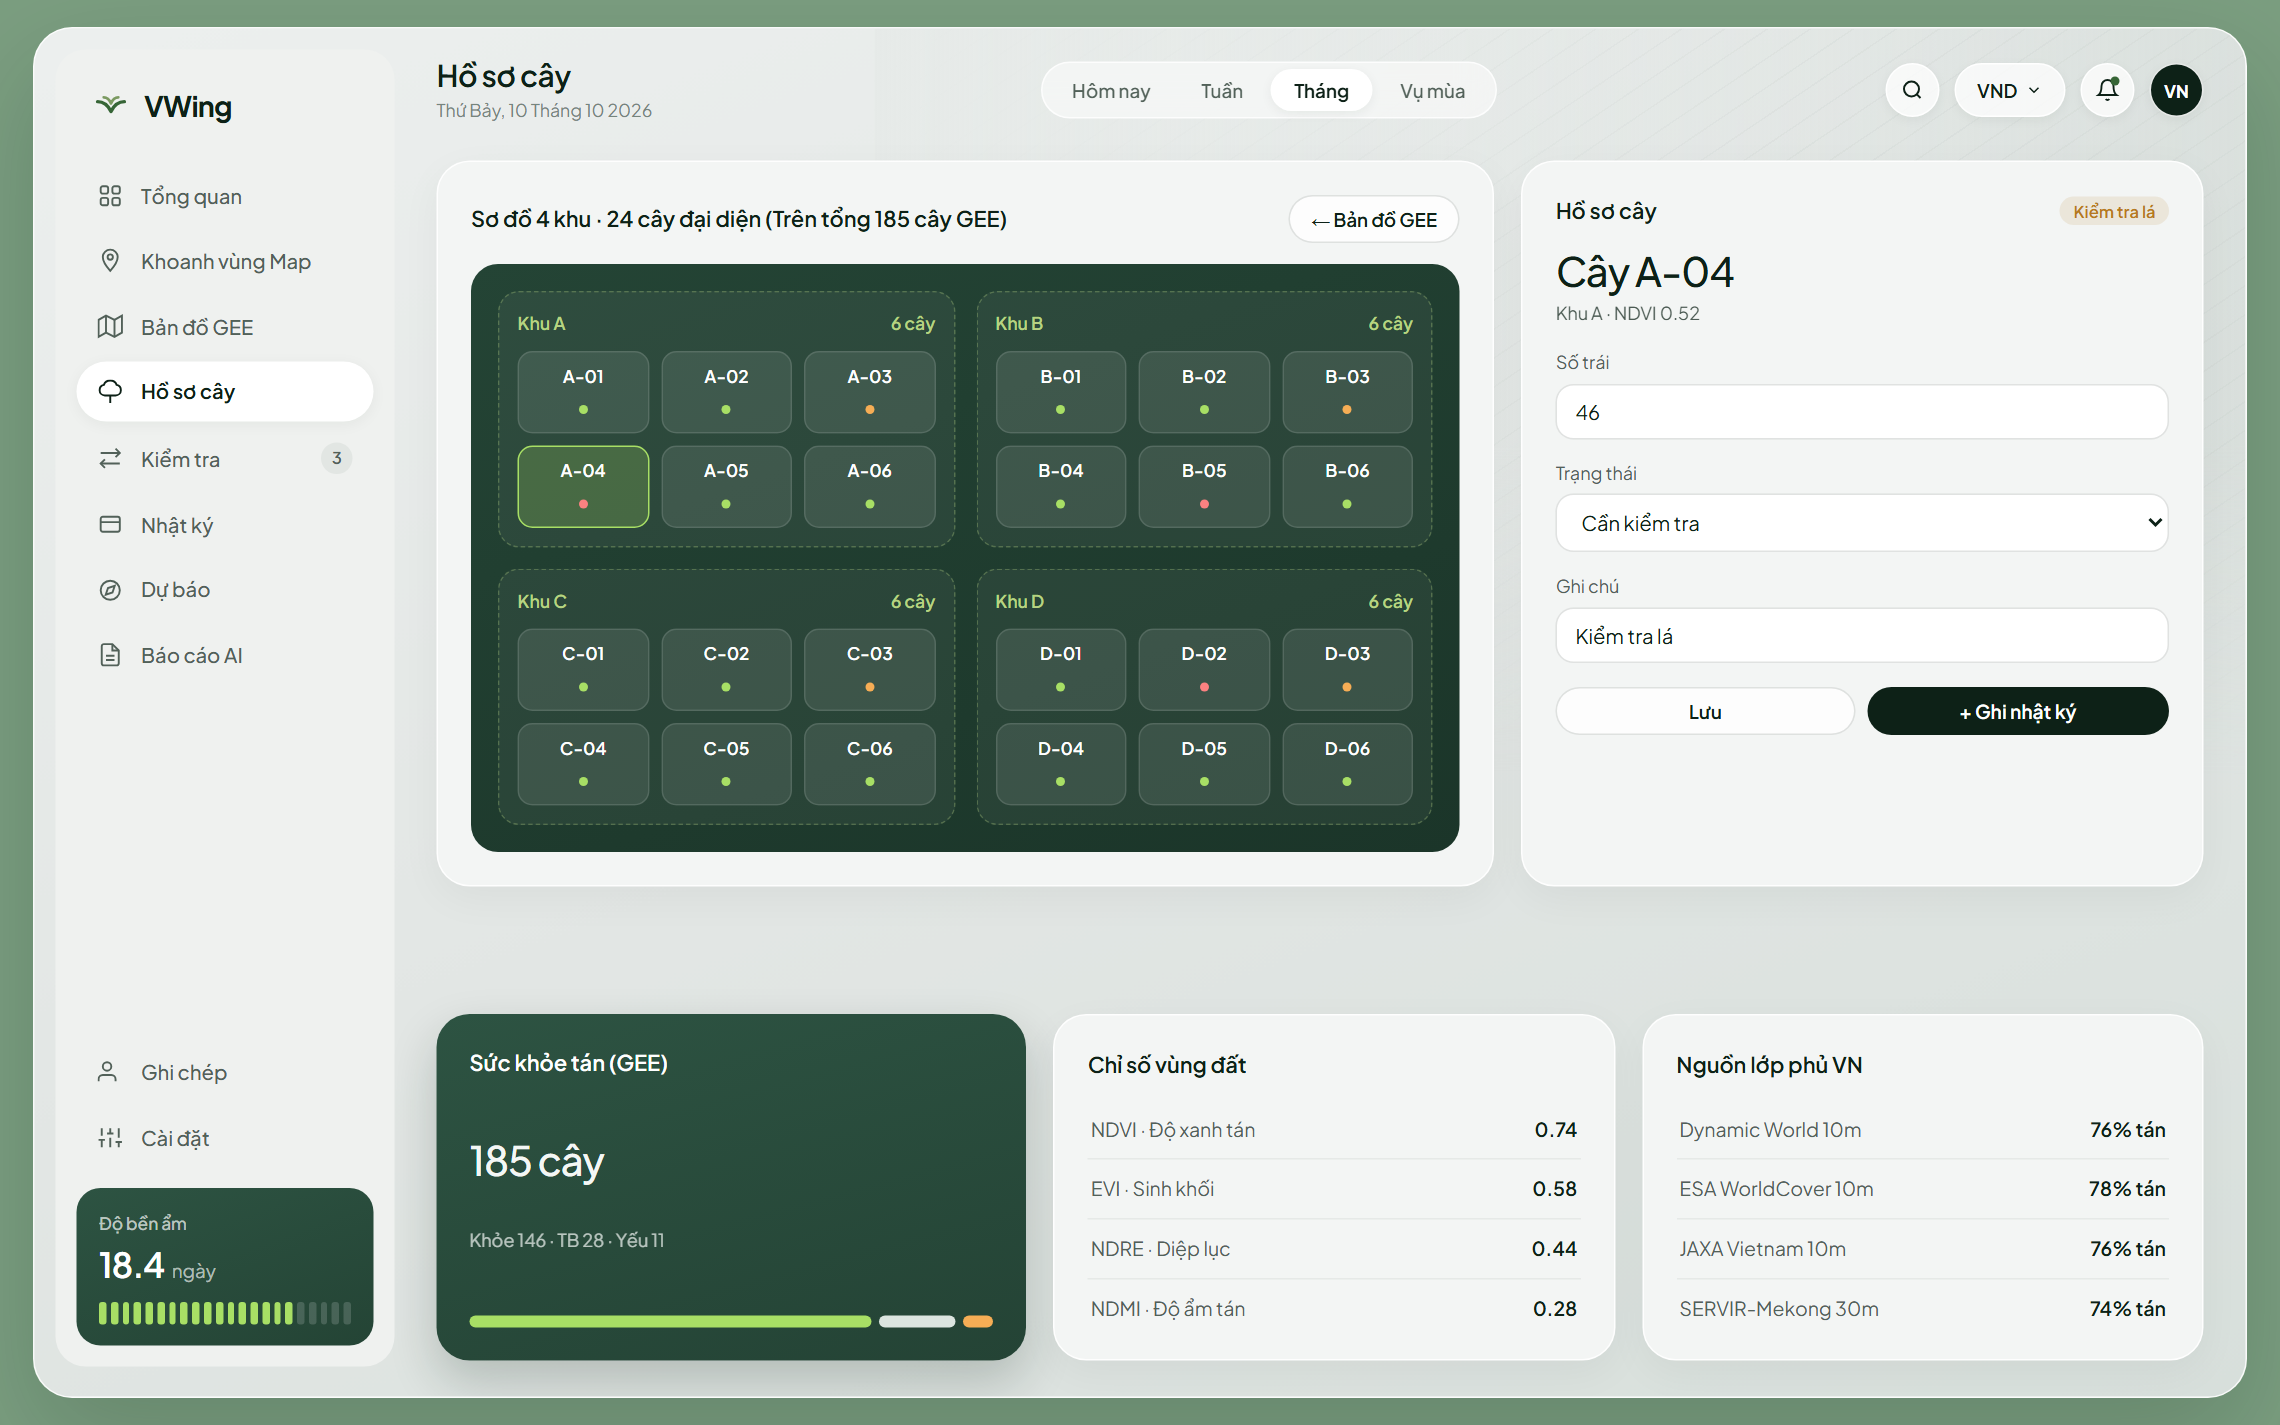 VWing
Tổng quan
Khoanh vùng Map
Bản đồ GEE
Hồ sơ cây
Kiểm tra 3
Nhật ký
Dự báo
Báo cáo AI
Ghi chép
Cài đặt
Độ bền ẩm
18.4 ngày
Hồ sơ cây
Thứ Bảy, 10 Tháng 10 2026
Hôm nay Tuần Tháng Vụ mùa
VND
VN
Sơ đồ 4 khu · 24 cây đại diện (Trên tổng 185 cây GEE)
← Bản đồ GEE
Khu A 6 cây
A-01 A-02 A-03
A-04 A-05 A-06
Khu B 6 cây
B-01 B-02 B-03
B-04 B-05 B-06
Khu C 6 cây
C-01 C-02 C-03
C-04 C-05 C-06
Khu D 6 cây
D-01 D-02 D-03
D-04 D-05 D-06
Hồ sơ cây
Kiểm tra lá
Cây A-04
Khu A · NDVI 0.52
Số trái
46
Trạng thái
Cần kiểm tra
Ghi chú
Kiểm tra lá
Lưu
+ Ghi nhật ký
Sức khỏe tán (GEE)
185 cây
Khỏe 146 · TB 28 · Yếu 11
Chỉ số vùng đất
NDVI · Độ xanh tán 0.74
EVI · Sinh khối 0.58
NDRE · Diệp lục 0.44
NDMI · Độ ẩm tán 0.28
Nguồn lớp phủ VN
Dynamic World 10m 76% tán
ESA WorldCover 10m 78% tán
JAXA Vietnam 10m 76% tán
SERVIR-Mekong 30m 74% tán